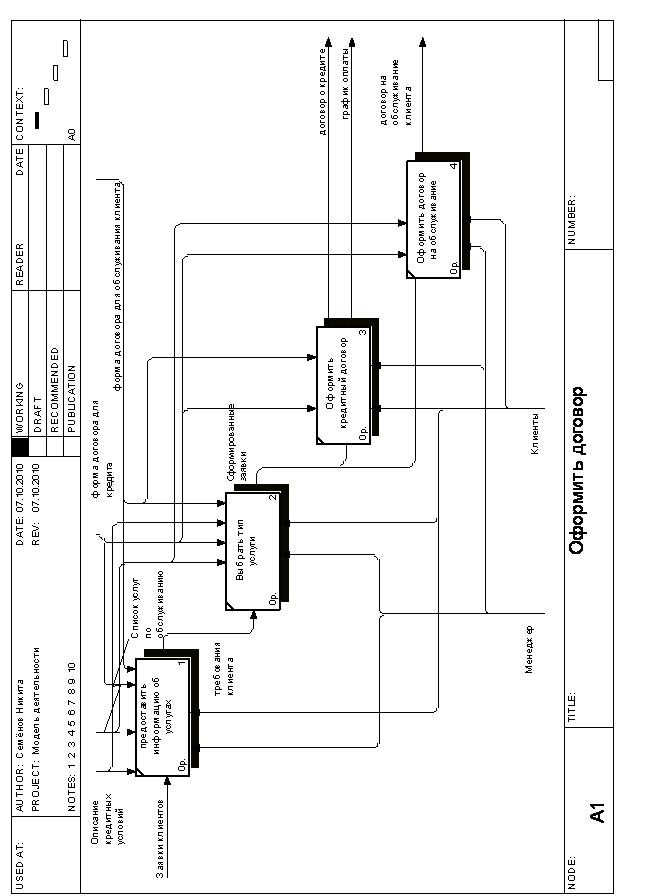 USED AT:
AUTHOR: Семёнов Никита
PROJECT: Модель деятельности
NOTES: 1 2 3 4 5 6 7 8 9 10
DATE: 07.10.2010
REV: 07.10.2010
WORKING
DRAFT
RECOMMENDED
PUBLICATION
READER
DATE
CONTEXT:
A0
Описание
кредитных
условий
Список услуг
по
обслуживанию
форма договора для
кредита
форма договора для обслуживания клиента
Заявки клиентов
предоставить
информацию об
услугах
0р.
1
требования
клиента
Выбрать тип
услуги
0р.
2
Сформированные
заявки
Оформить
кредитный договор
0р.
3
Оформить договор
на обслуживание
0р.
4
договор о кредите
график оплаты
договор на
обслуживание
клиента
Менеджер
Клиенты
NODE:
A1
TITLE:
Оформить договор
NUMBER: